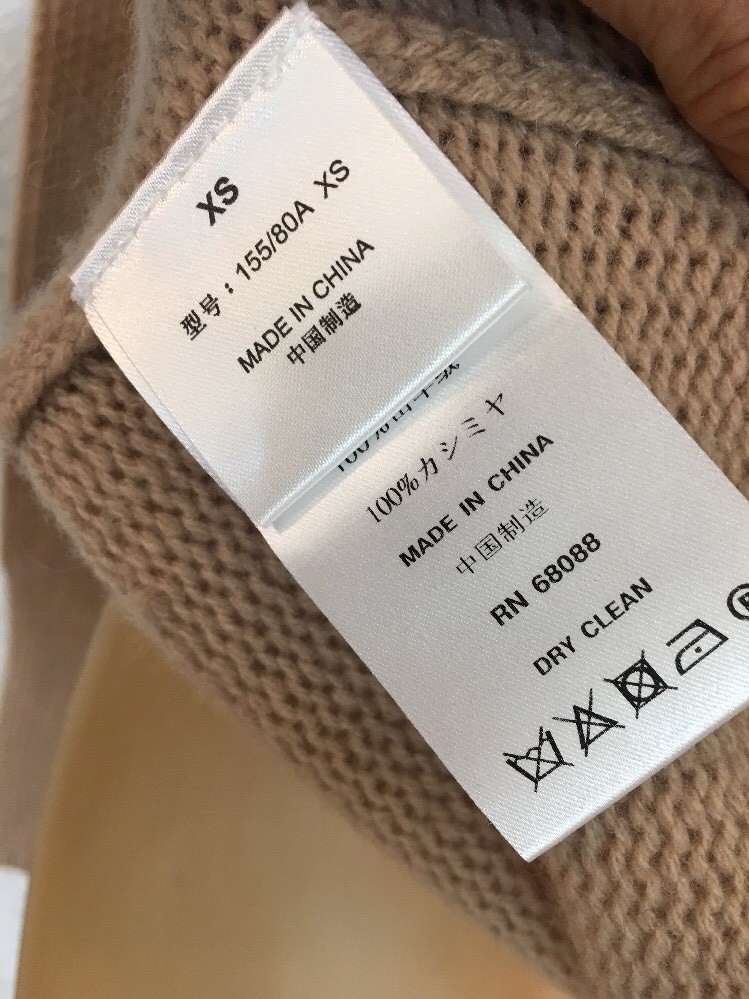 XS
型号：155/80A XS
MADE IN CHINA
中国制造
100%カシミヤ
MADE IN CHINA
中国制造
RN 68088
DRY CLEAN